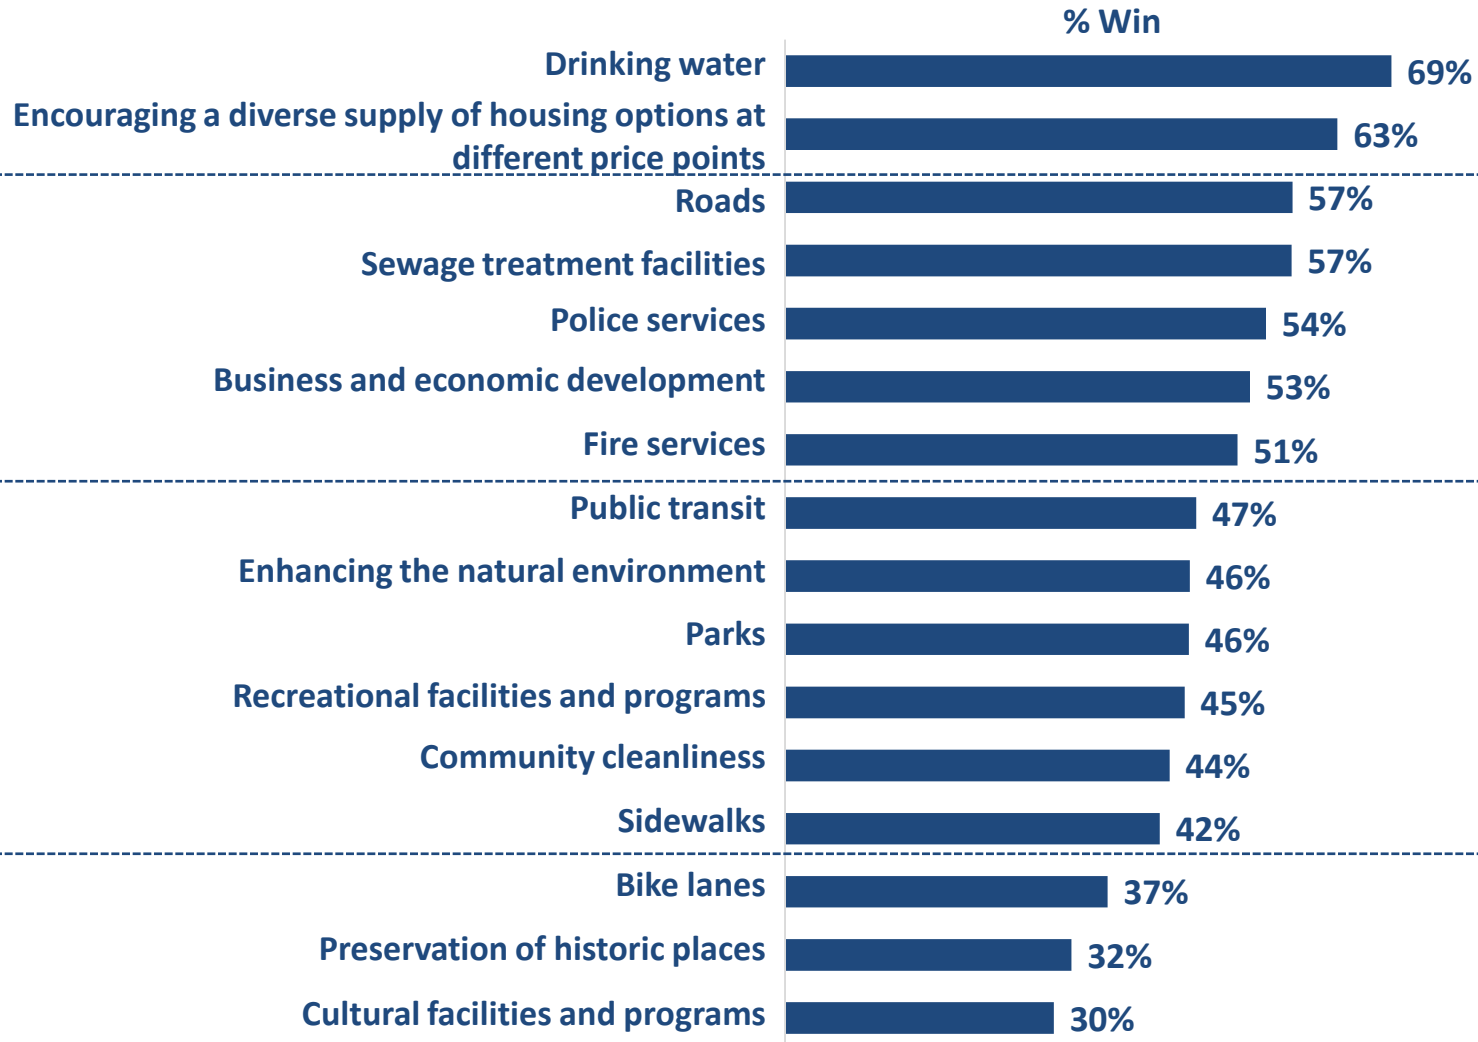 % Win
Drinking water 69%
Encouraging a diverse supply of housing options at
different price points 63%
Roads 57%
Sewage treatment facilities 57%
Police services 54%
Business and economic development 53%
Fire services 51%
Public transit 47%
Enhancing the natural environment 46%
Parks 46%
Recreational facilities and programs 45%
Community cleanliness 44%
Sidewalks 42%
Bike lanes 37%
Preservation of historic places 32%
Cultural facilities and programs 30%